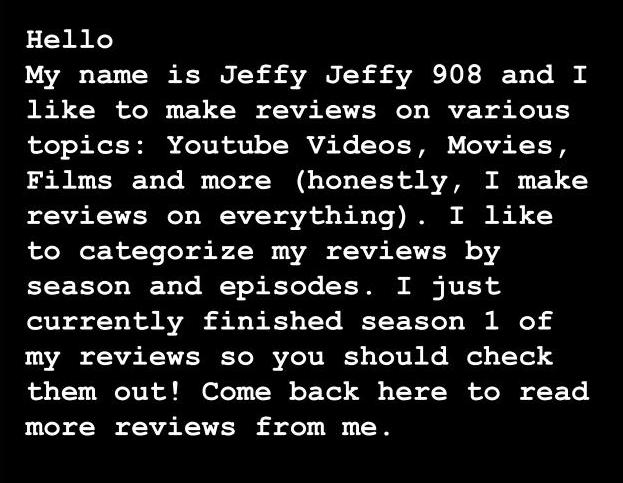 Hello
My name is Jeffy Jeffy 908 and I
like to make reviews on various
topics: Youtube Videos, Movies,
Films and more (honestly, I make
reviews on everything). I like
to categorize my reviews by
season and episodes. I just
currently finished season 1 of
my reviews so you should check
them out! Come back here to read
more reviews from me.